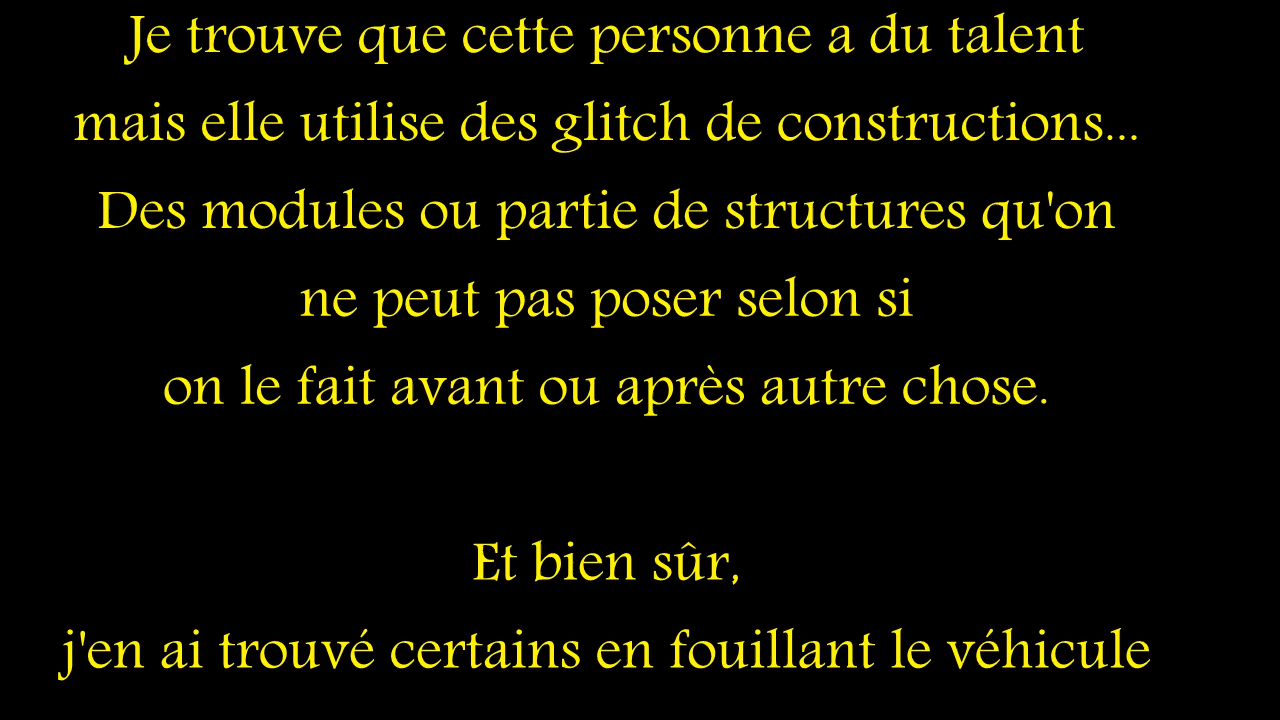 Je trouve que cette personne a du talent
mais elle utilise des glitch de constructions...
Des modules ou partie de structures qu'on
ne peut pas poser selon si
on le fait avant ou après autre chose.
Et bien sûr,
j'en ai trouvé certains en fouillant le véhicule